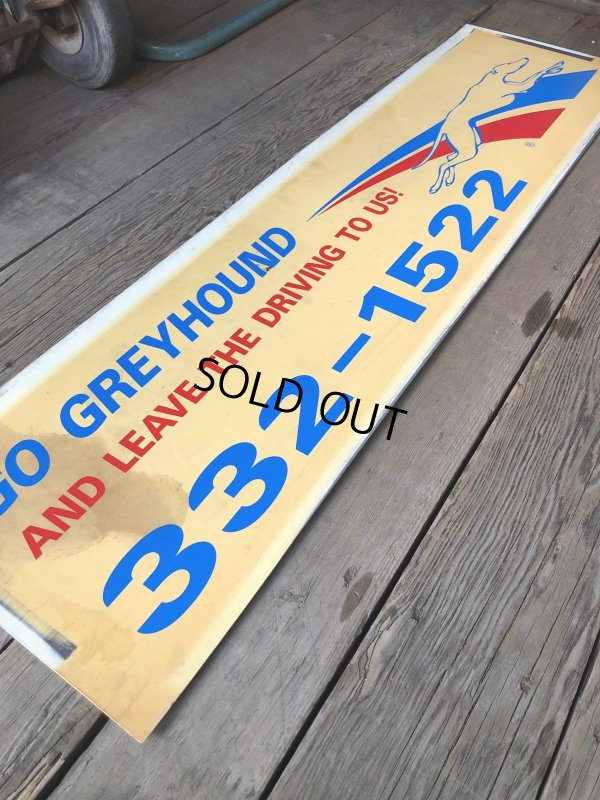 GO GREYHOUND
AND LEAVE THE DRIVING TO US!
332-1522
®
SOLD OUT